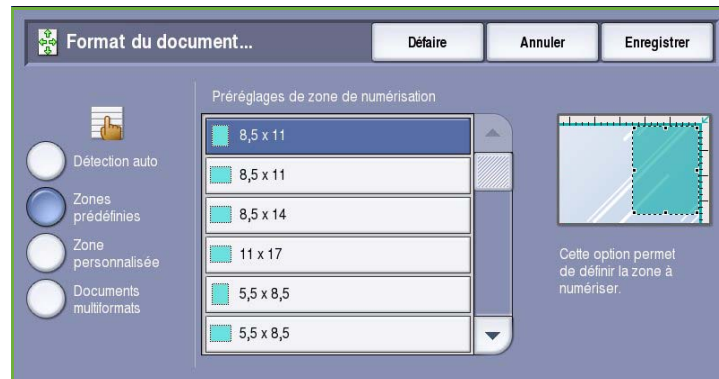 Format du document...
Défaire
Annuler
Enregistrer
Préréglages de zone de numérisation
Détection auto
Zones
prédéfinies
Zone
personnalisée
Documents
multiformats
8,5 x 11
8,5 x 11
8,5 x 14
11 x 17
5,5 x 8,5
5,5 x 8,5
Cette option permet
de définir la zone à
numériser.